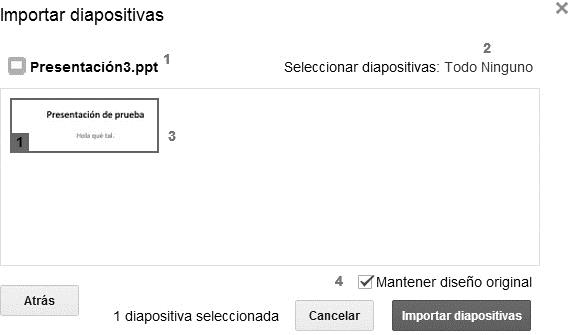 Importar diapositivas
Presentación3.ppt 1
2
Seleccionar diapositivas: Todo Ninguno
Presentación de prueba
Hola qué tal.
1
3
4 Mantener diseño original
Atrás
1 diapositiva seleccionada
Cancelar
Importar diapositivas